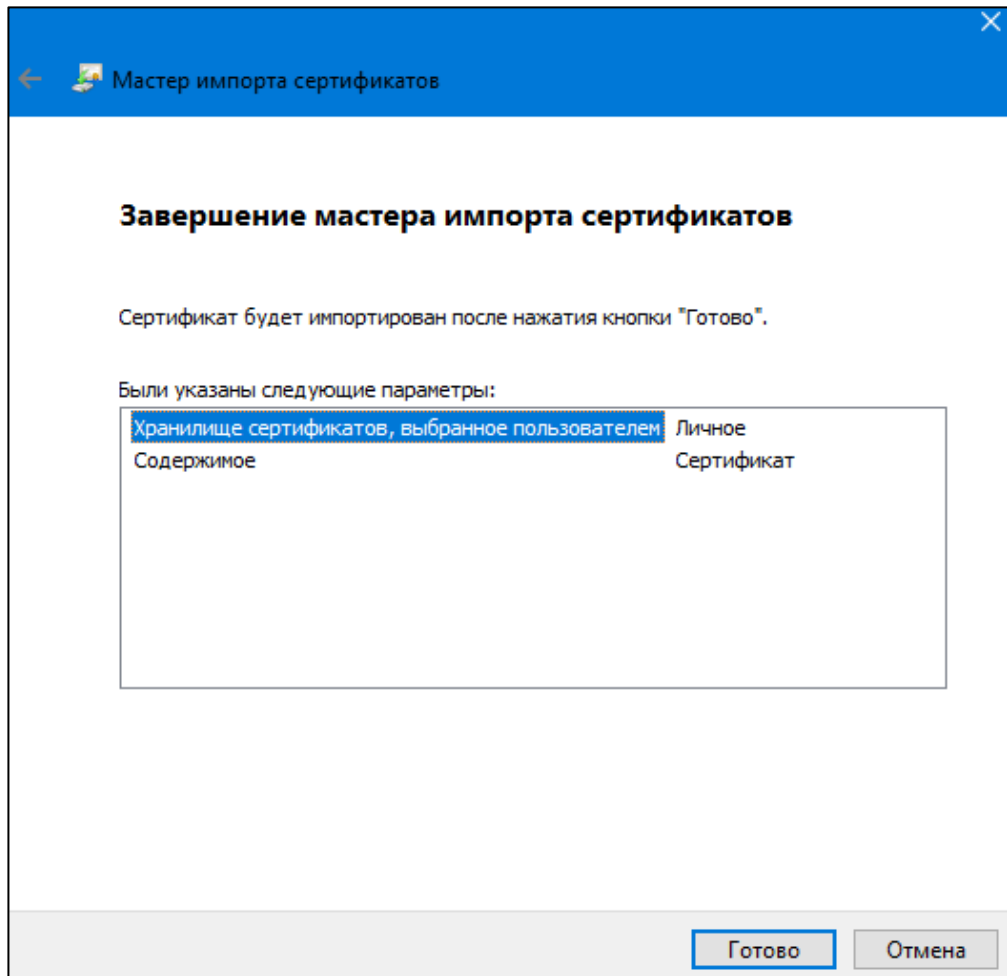 Мастер импорта сертификатов
Завершение мастера импорта сертификатов
Сертификат будет импортирован после нажатия кнопки "Готово".
Были указаны следующие параметры:
Хранилище сертификатов, выбранное пользователем Личное
Содержимое Сертификат
Готово Отмена